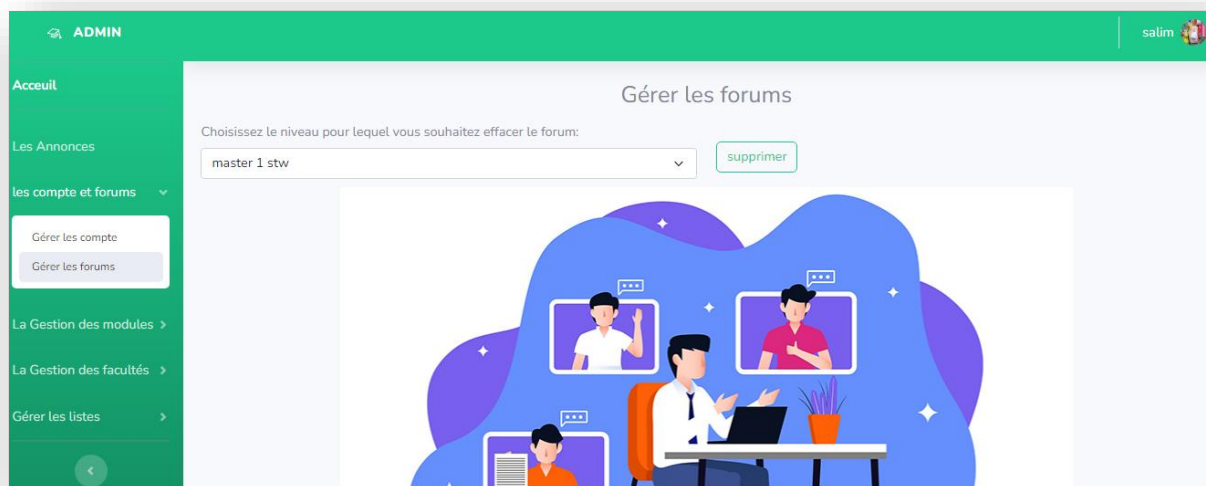 ADMIN
salim
Acceuil
Les Annonces
les compte et forums
Gérer les compte
Gérer les forums
La Gestion des modules
La Gestion des facultés
Gérer les listes
Gérer les forums
Choisissez le niveau pour lequel vous souhaitez effacer le forum:
master 1 stw
supprimer